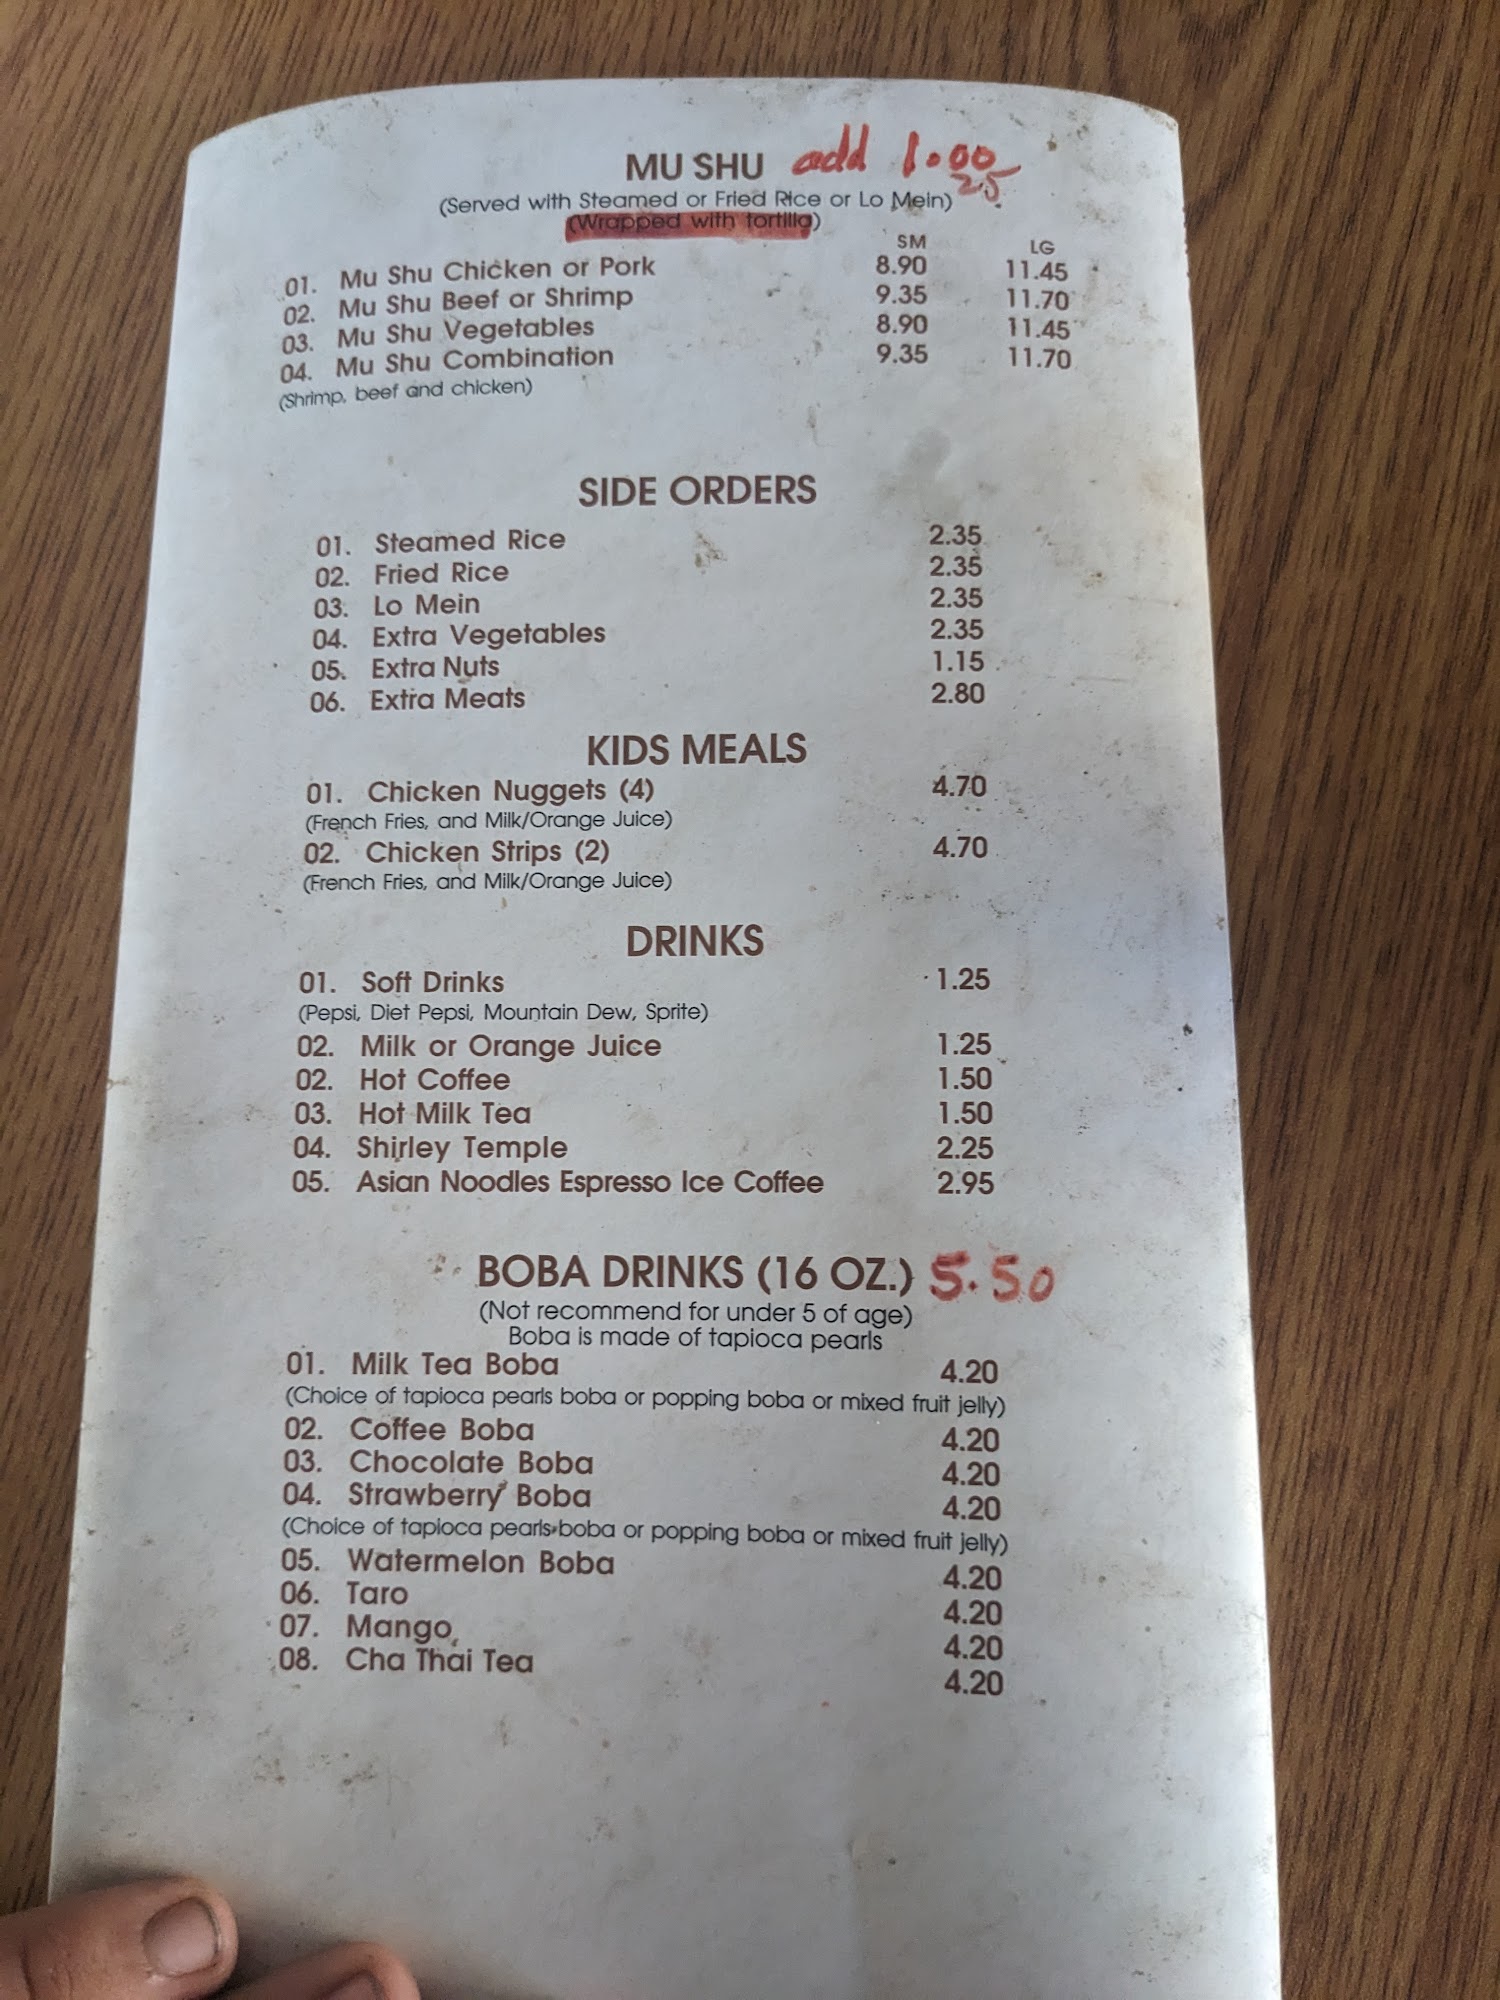 MU SHU add 1.00
25
(Served with Steamed or Fried Rice or Lo Mein)
(Wrapped with tortilla)
SM LG
01. Mu Shu Chicken or Pork 8.90 11.45
02. Mu Shu Beef or Shrimp 9.35 11.70
03. Mu Shu Vegetables 8.90 11.45
04. Mu Shu Combination 9.35 11.70
(Shrimp, beef and chicken)
SIDE ORDERS
01. Steamed Rice 2.35
02. Fried Rice 2.35
03. Lo Mein 2.35
04. Extra Vegetables 2.35
05. Extra Nuts 1.15
06. Extra Meats 2.80
KIDS MEALS
01. Chicken Nuggets (4) 4.70
(French Fries, and Milk/Orange Juice)
02. Chicken Strips (2) 4.70
(French Fries, and Milk/Orange Juice)
DRINKS
01. Soft Drinks 1.25
(Pepsi, Diet Pepsi, Mountain Dew, Sprite)
02. Milk or Orange Juice 1.25
02. Hot Coffee 1.50
03. Hot Milk Tea 1.50
04. Shirley Temple 2.25
05. Asian Noodles Espresso Ice Coffee 2.95
BOBA DRINKS (16 OZ.) 5.50
(Not recommend for under 5 of age)
Boba is made of tapioca pearls
01. Milk Tea Boba 4.20
(Choice of tapioca pearls boba or popping boba or mixed fruit jelly)
02. Coffee Boba 4.20
03. Chocolate Boba 4.20
04. Strawberry Boba 4.20
(Choice of tapioca pearls boba or popping boba or mixed fruit jelly)
05. Watermelon Boba 4.20
06. Taro 4.20
07. Mango 4.20
08. Cha Thai Tea 4.20